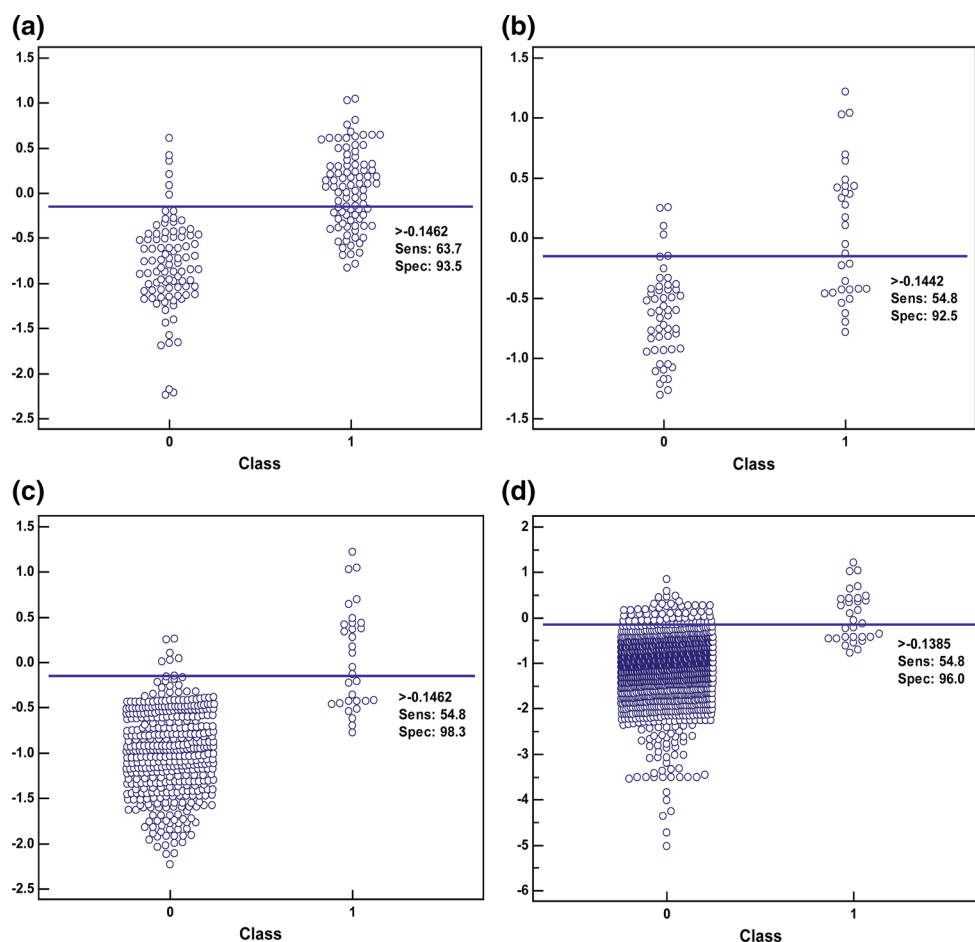 (a)
1.5
1.0
0.5
0.0
-0.5
-1.0
-1.5
-2.0
-2.5
>-0.1462
Sens: 63.7
Spec: 93.5
0 1
Class
(b)
1.5
1.0
0.5
0.0
-0.5
-1.0
-1.5
>-0.1442
Sens: 54.8
Spec: 92.5
0 1
Class
(c)
1.5
1.0
0.5
0.0
-0.5
-1.0
-1.5
-2.0
-2.5
>-0.1462
Sens: 54.8
Spec: 98.3
0 1
Class
(d)
2
1
0
-1
-2
-3
-4
-5
-6
>-0.1385
Sens: 54.8
Spec: 96.0
0 1
Class